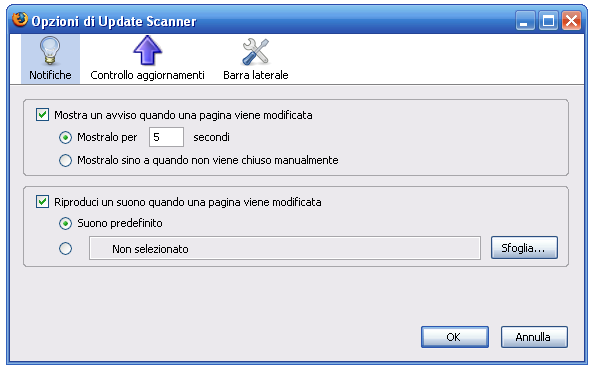 Opzioni di Update Scanner
Notifiche Controllo aggiornamenti Barra laterale
Mostra un avviso quando una pagina viene modificata
Mostralo per 5 secondi
Mostralo sino a quando non viene chiuso manualmente
Riproduci un suono quando una pagina viene modificata
Suono predefinito
Non selezionato Sfoglia...
OK Annulla